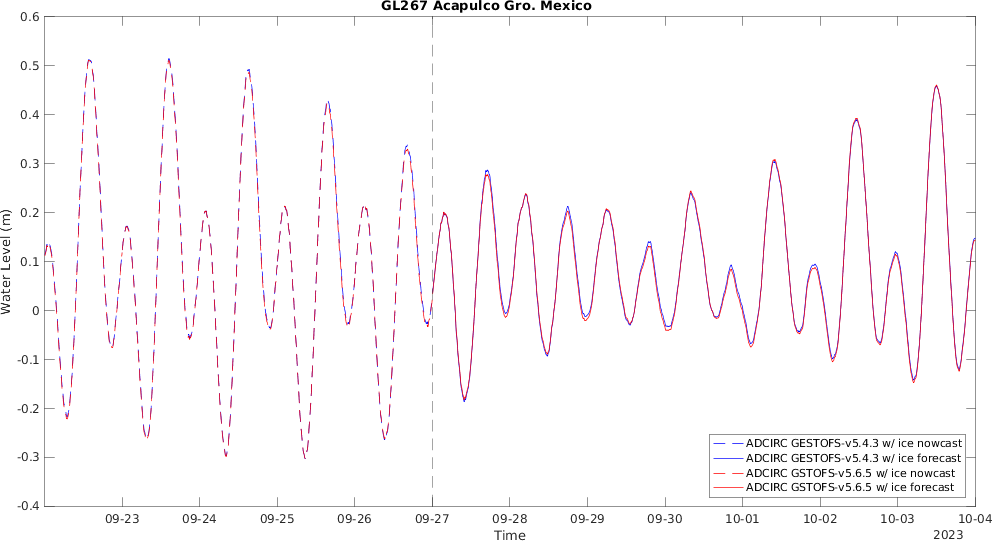 GL267 Acapulco Gro. Mexico
0.6
0.5
0.4
0.3
0.2
0.1
0
-0.1
-0.2
-0.3
-0.4
Water Level (m)
ADCIRC GESTOFS-v5.4.3 w/ ice nowcast
ADCIRC GESTOFS-v5.4.3 w/ ice forecast
ADCIRC GSTOFS-v5.6.5 w/ ice nowcast
ADCIRC GSTOFS-v5.6.5 w/ ice forecast
09-23 09-24 09-25 09-26 09-27 09-28 09-29 09-30 10-01 10-02 10-03 10-04
Time
2023